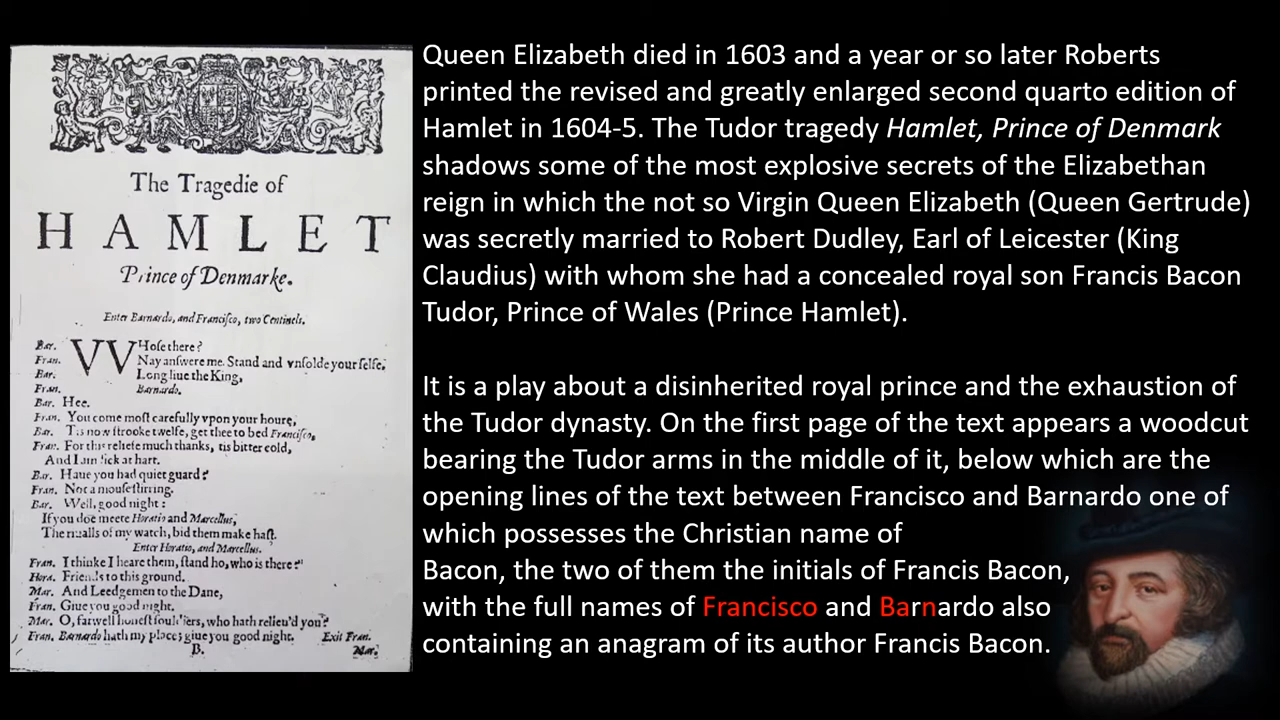 The Tragedie of
HAMLET
Prince of Denmarke.
Enter Barnardo, and Francisco, two Centinels.
Bar. VVHose there?
Fran. Nay answere me. Stand and vnfolde your selfe.
Bar. Long liue the King,
Fran. Barnardo.
Bar. Hee.
Fran. You come most carefully vpon your houre,
Bar. Tis now strooke twelfe, get thee to bed Francisco,
Fran. For this reliefe much thanks, tis bitter cold,
And I am sick at hart.
Bar. Haue you had quiet guard?
Fran. Not a mouse stirring.
Bar. Well, good night:
If you doe meete Horatio and Marcellus,
The riualls of my watch, bid them make hast.
Enter Horatio, and Marcellus.
Fran. I thinke I heare them, stand ho, who is there?
Hora. Friends to this ground.
Mar. And Leedgemen to the Dane,
Fran. Giue you good night.
Mar. O, farwell honest souldiers, who hath relieu'd you?
Fran. Barnardo hath my place; giue you good night. Exit Fran.
B. Mar.
Queen Elizabeth died in 1603 and a year or so later Roberts
printed the revised and greatly enlarged second quarto edition of
Hamlet in 1604-5. The Tudor tragedy Hamlet, Prince of Denmark
shadows some of the most explosive secrets of the Elizabethan
reign in which the not so Virgin Queen Elizabeth (Queen Gertrude)
was secretly married to Robert Dudley, Earl of Leicester (King
Claudius) with whom she had a concealed royal son Francis Bacon
Tudor, Prince of Wales (Prince Hamlet).
It is a play about a disinherited royal prince and the exhaustion of
the Tudor dynasty. On the first page of the text appears a woodcut
bearing the Tudor arms in the middle of it, below which are the
opening lines of the text between Francisco and Barnardo one of
which possesses the Christian name of
Bacon, the two of them the initials of Francis Bacon,
with the full names of Francisco and Barnardo also
containing an anagram of its author Francis Bacon.